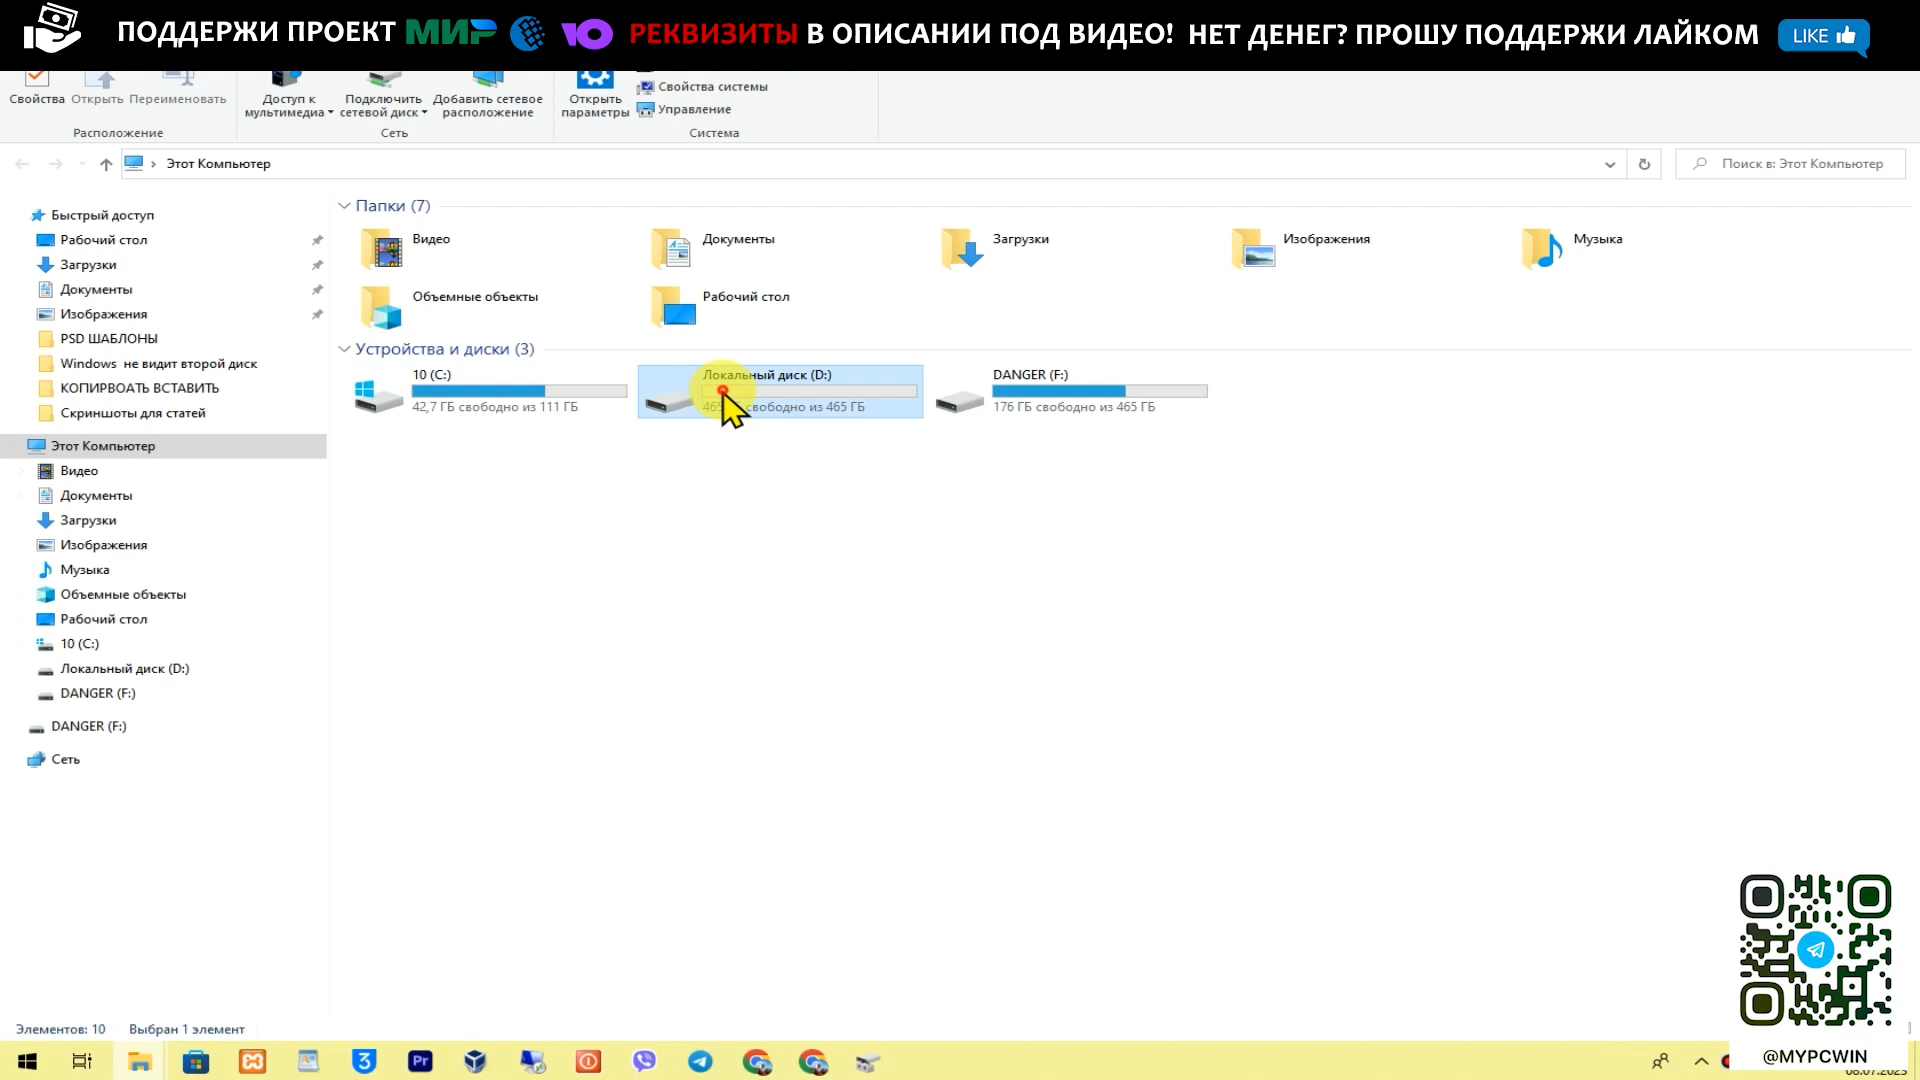 ПОДДЕРЖИ ПРОЕКТ МИР Ю РЕКВИЗИТЫ В ОПИСАНИИ ПОД ВИДЕО! НЕТ ДЕНЕГ? ПРОШУ ПОДДЕРЖИ ЛАЙКОМ LIKE
Свойства Открыть Переименовать
Расположение
Доступ к мультимедиа
Подключить сетевой диск
Добавить сетевое расположение
Сеть
Открыть параметры
Свойства системы
Управление
Система
Этот Компьютер
Поиск в: Этот Компьютер
Быстрый доступ
Рабочий стол
Загрузки
Документы
Изображения
PSD ШАБЛОНЫ
Windows не видит второй диск
КОПИРВОАТЬ ВСТАВИТЬ
Скриншоты для статей
Этот Компьютер
Видео
Документы
Загрузки
Изображения
Музыка
Объемные объекты
Рабочий стол
10 (C:)
Локальный диск (D:)
DANGER (F:)
DANGER (F:)
Сеть
Папки (7)
Видео
Документы
Загрузки
Изображения
Музыка
Объемные объекты
Рабочий стол
Устройства и диски (3)
10 (C:)
42,7 ГБ свободно из 111 ГБ
Локальный диск (D:)
свободно из 465 ГБ
DANGER (F:)
176 ГБ свободно из 465 ГБ
Элементов: 10 Выбран 1 элемент
3
Pr
@MYPCWIN